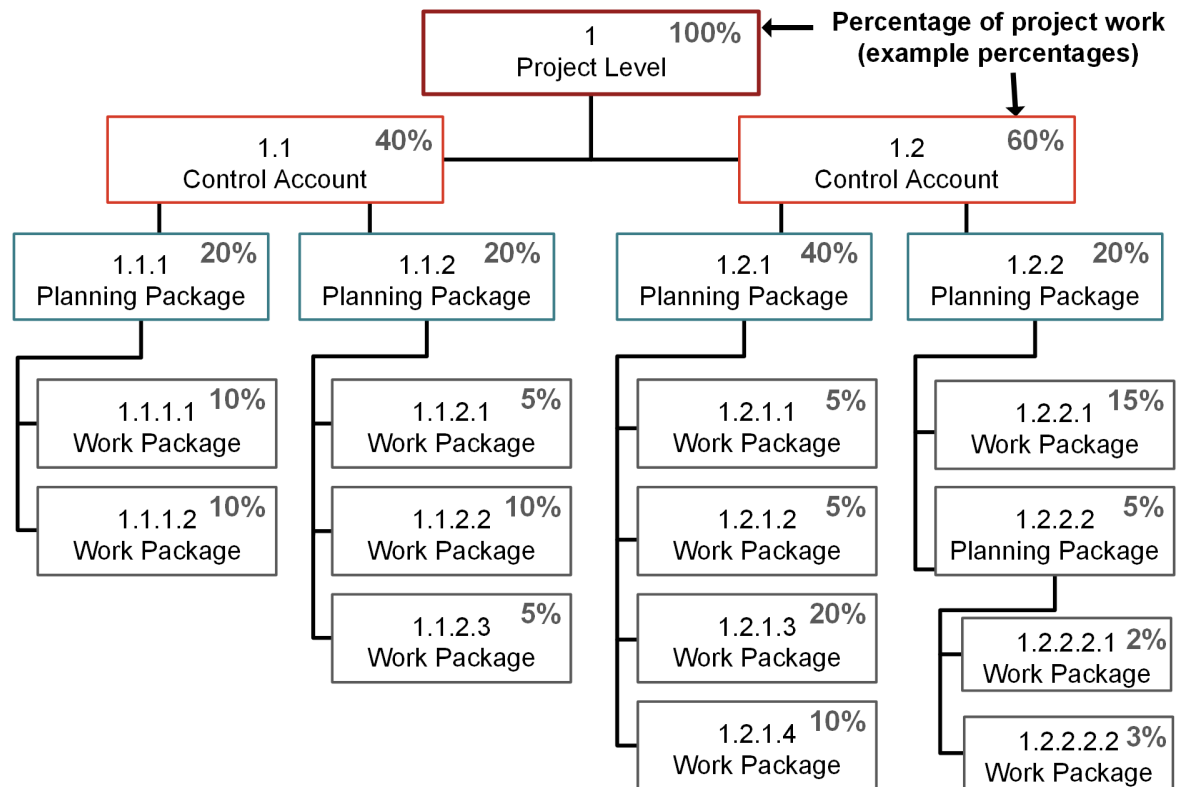 1 100%
Project Level
Percentage of project work
(example percentages)
1.1 40%
Control Account
1.2 60%
Control Account
1.1.1 20%
Planning Package
1.1.2 20%
Planning Package
1.2.1 40%
Planning Package
1.2.2 20%
Planning Package
1.1.1.1 10%
Work Package
1.1.1.2 10%
Work Package
1.1.2.1 5%
Work Package
1.1.2.2 10%
Work Package
1.1.2.3 5%
Work Package
1.2.1.1 5%
Work Package
1.2.1.2 5%
Work Package
1.2.1.3 20%
Work Package
1.2.1.4 10%
Work Package
1.2.2.1 15%
Work Package
1.2.2.2 5%
Planning Package
1.2.2.2.1 2%
Work Package
1.2.2.2.2 3%
Work Package